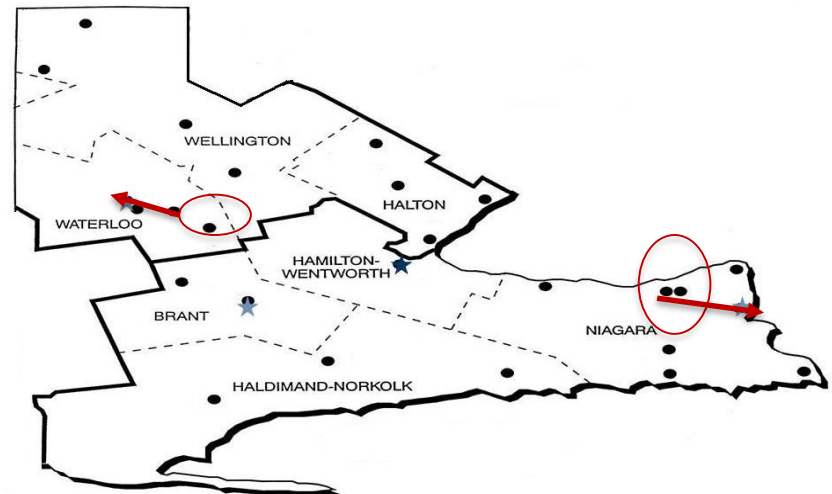 WELLINGTON
HALTON
WATERLOO
HAMILTON-
WENTWORTH
BRANT
NIAGARA
HALDIMAND-NORKOLK